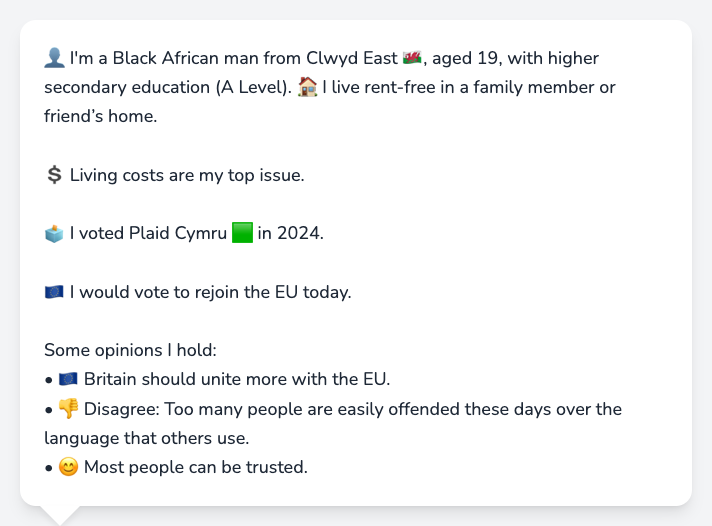 👤 I'm a Black African man from Clwyd East 🏴󠁧󠁢󠁷󠁬󠁳󠁿, aged 19, with higher
secondary education (A Level). 🏠 I live rent-free in a family member or
friend’s home.
💲 Living costs are my top issue.
🗳️ I voted Plaid Cymru 🟩 in 2024.
🇪🇺 I would vote to rejoin the EU today.
Some opinions I hold:
• 🇪🇺 Britain should unite more with the EU.
• 👎 Disagree: Too many people are easily offended these days over the
language that others use.
• 😊 Most people can be trusted.